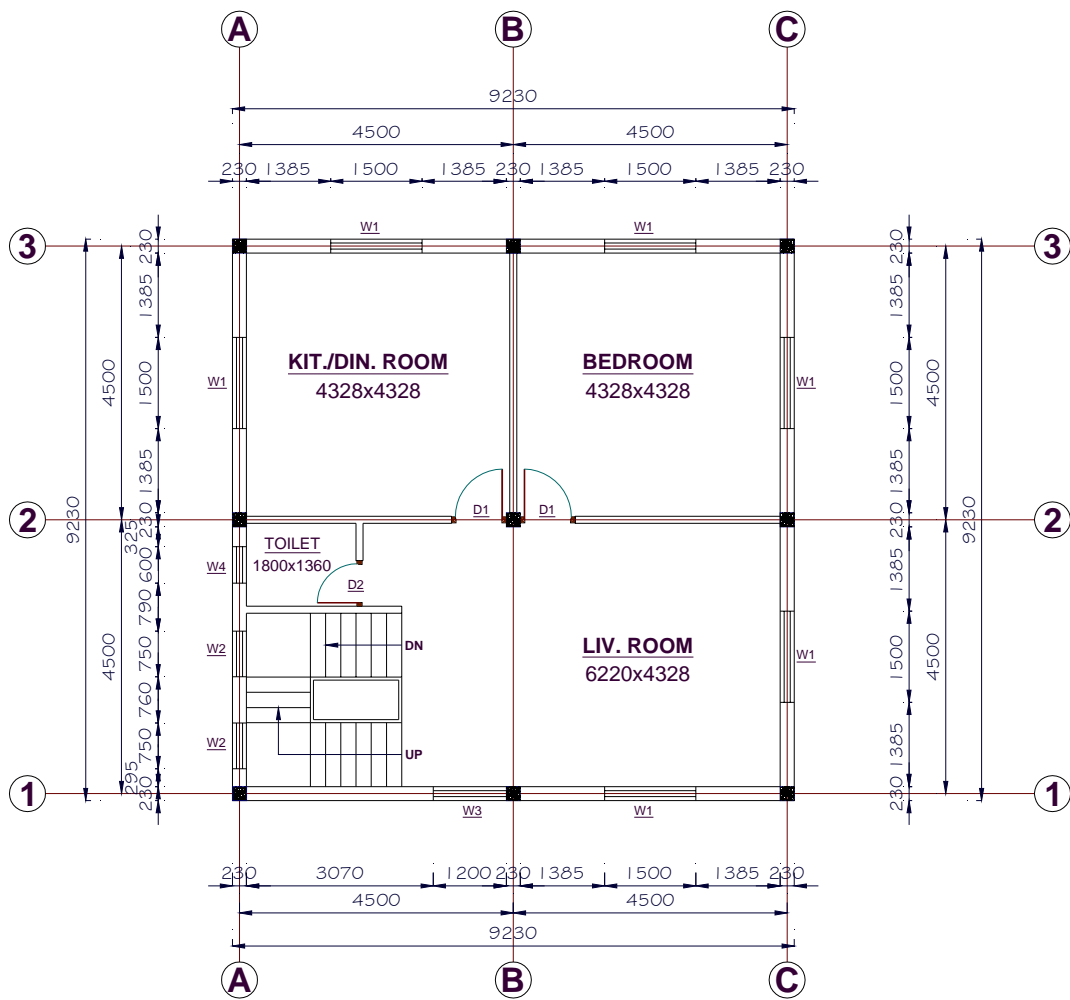 A B C
9230
4500 4500
230 1385 1500 1385 230 1385 1500 1385 230
W1 W1
3 3
230 230
1385 1385
KIT./DIN. ROOM BEDROOM
4328x4328 4328x4328
W1 1500 4500 W1 1500 4500
1385 1385
D1 D1
2 9230 230 2 9230 230
325
TOILET
1800x1360
W4 600 D2
790 1385
DN
W2 750 4500
LIV. ROOM
6220x4328
W1 1500 4500
760
UP
W2 750 1385
295
1 230 1 230
W3 W1
230 3070 1200 230 1385 1500 1385 230
4500 4500
9230
A B C